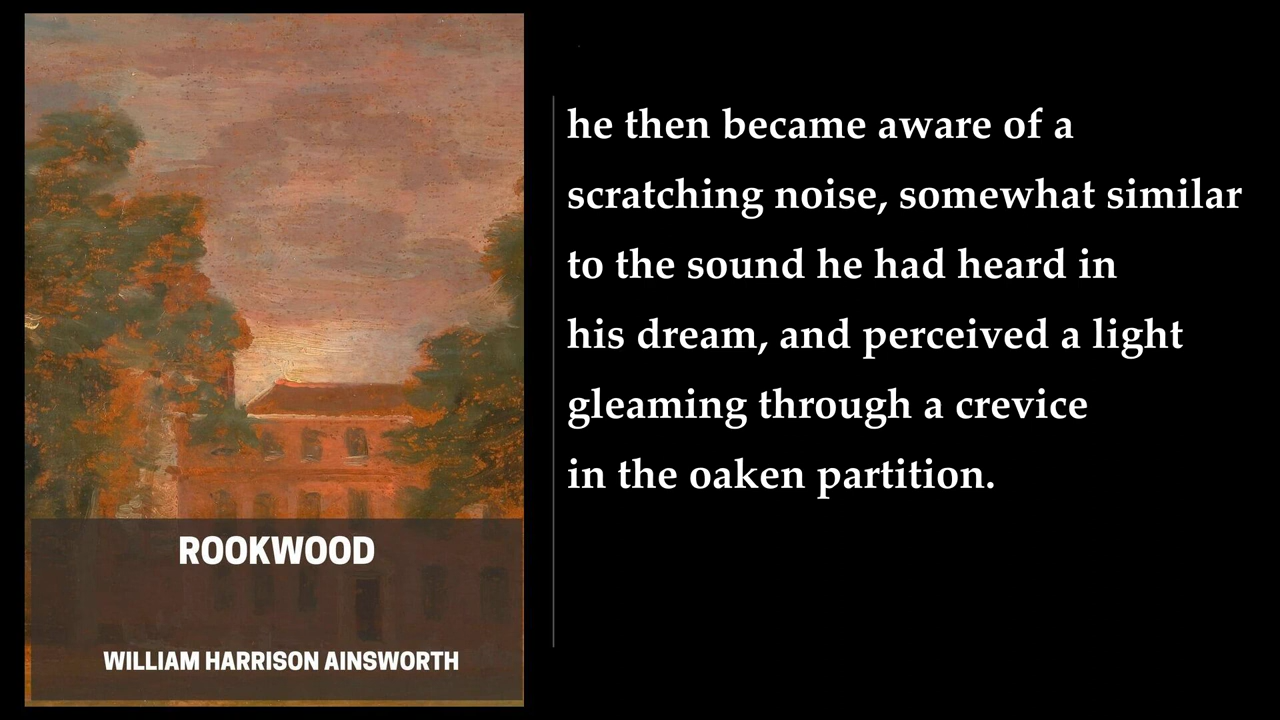 ROOKWOOD
WILLIAM HARRISON AINSWORTH
he then became aware of a
scratching noise, somewhat similar
to the sound he had heard in
his dream, and perceived a light
gleaming through a crevice
in the oaken partition.